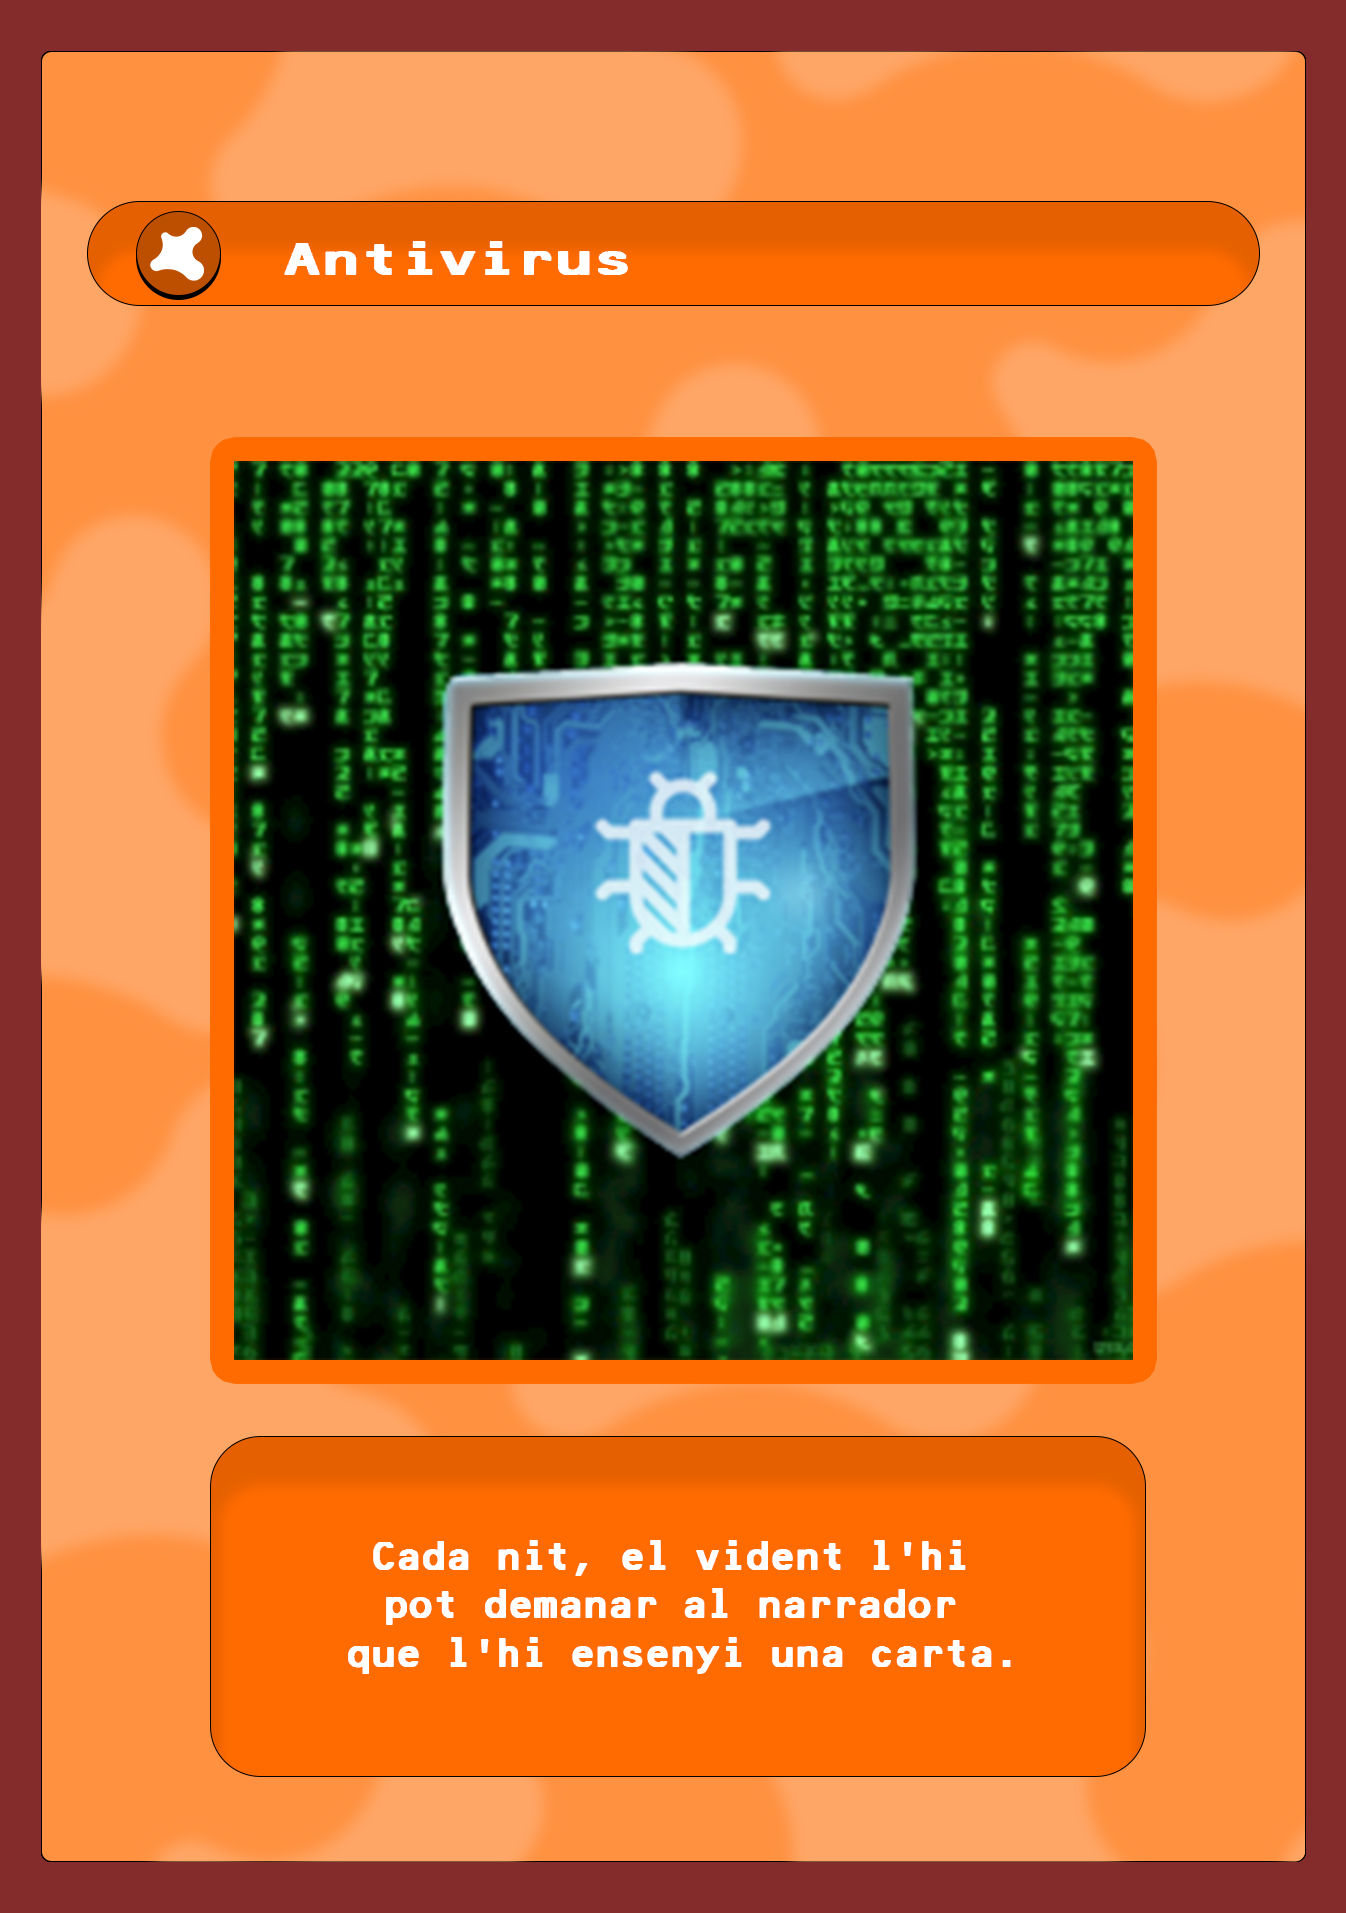 Antivirus
Cada nit, el vident l'hi
pot demanar al narrador
que l'hi ensenyi una carta.